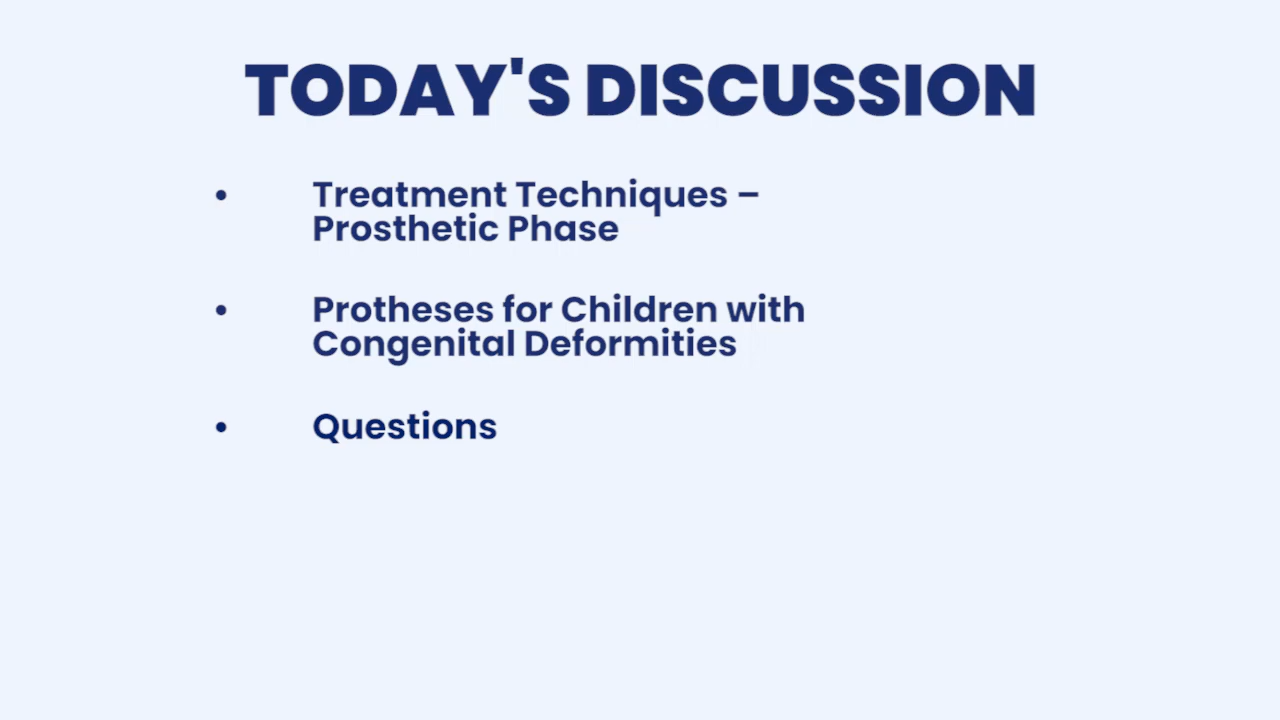 TODAY'S DISCUSSION
• Treatment Techniques –
Prosthetic Phase
• Protheses for Children with
Congenital Deformities
• Questions